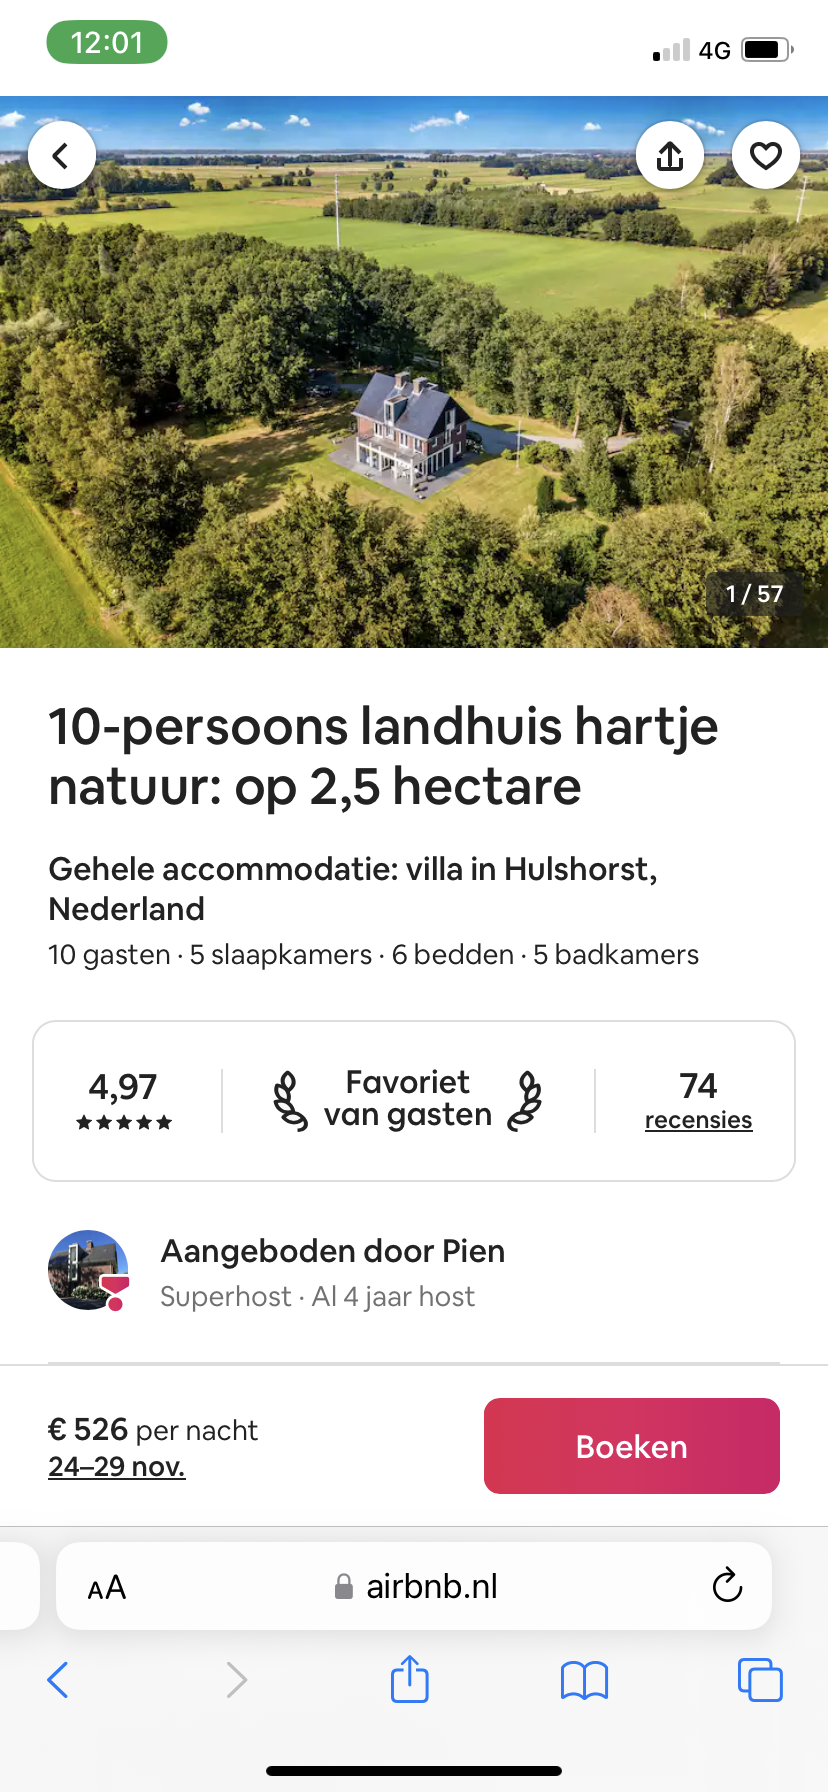 12:01
4G
1 / 57
10-persoons landhuis hartje
natuur: op 2,5 hectare
Gehele accommodatie: villa in Hulshorst,
Nederland
10 gasten · 5 slaapkamers · 6 bedden · 5 badkamers
4,97
Favoriet
van gasten
74
recensies
Aangeboden door Pien
Superhost · Al 4 jaar host
€ 526 per nacht
24–29 nov.
Boeken
AA
airbnb.nl